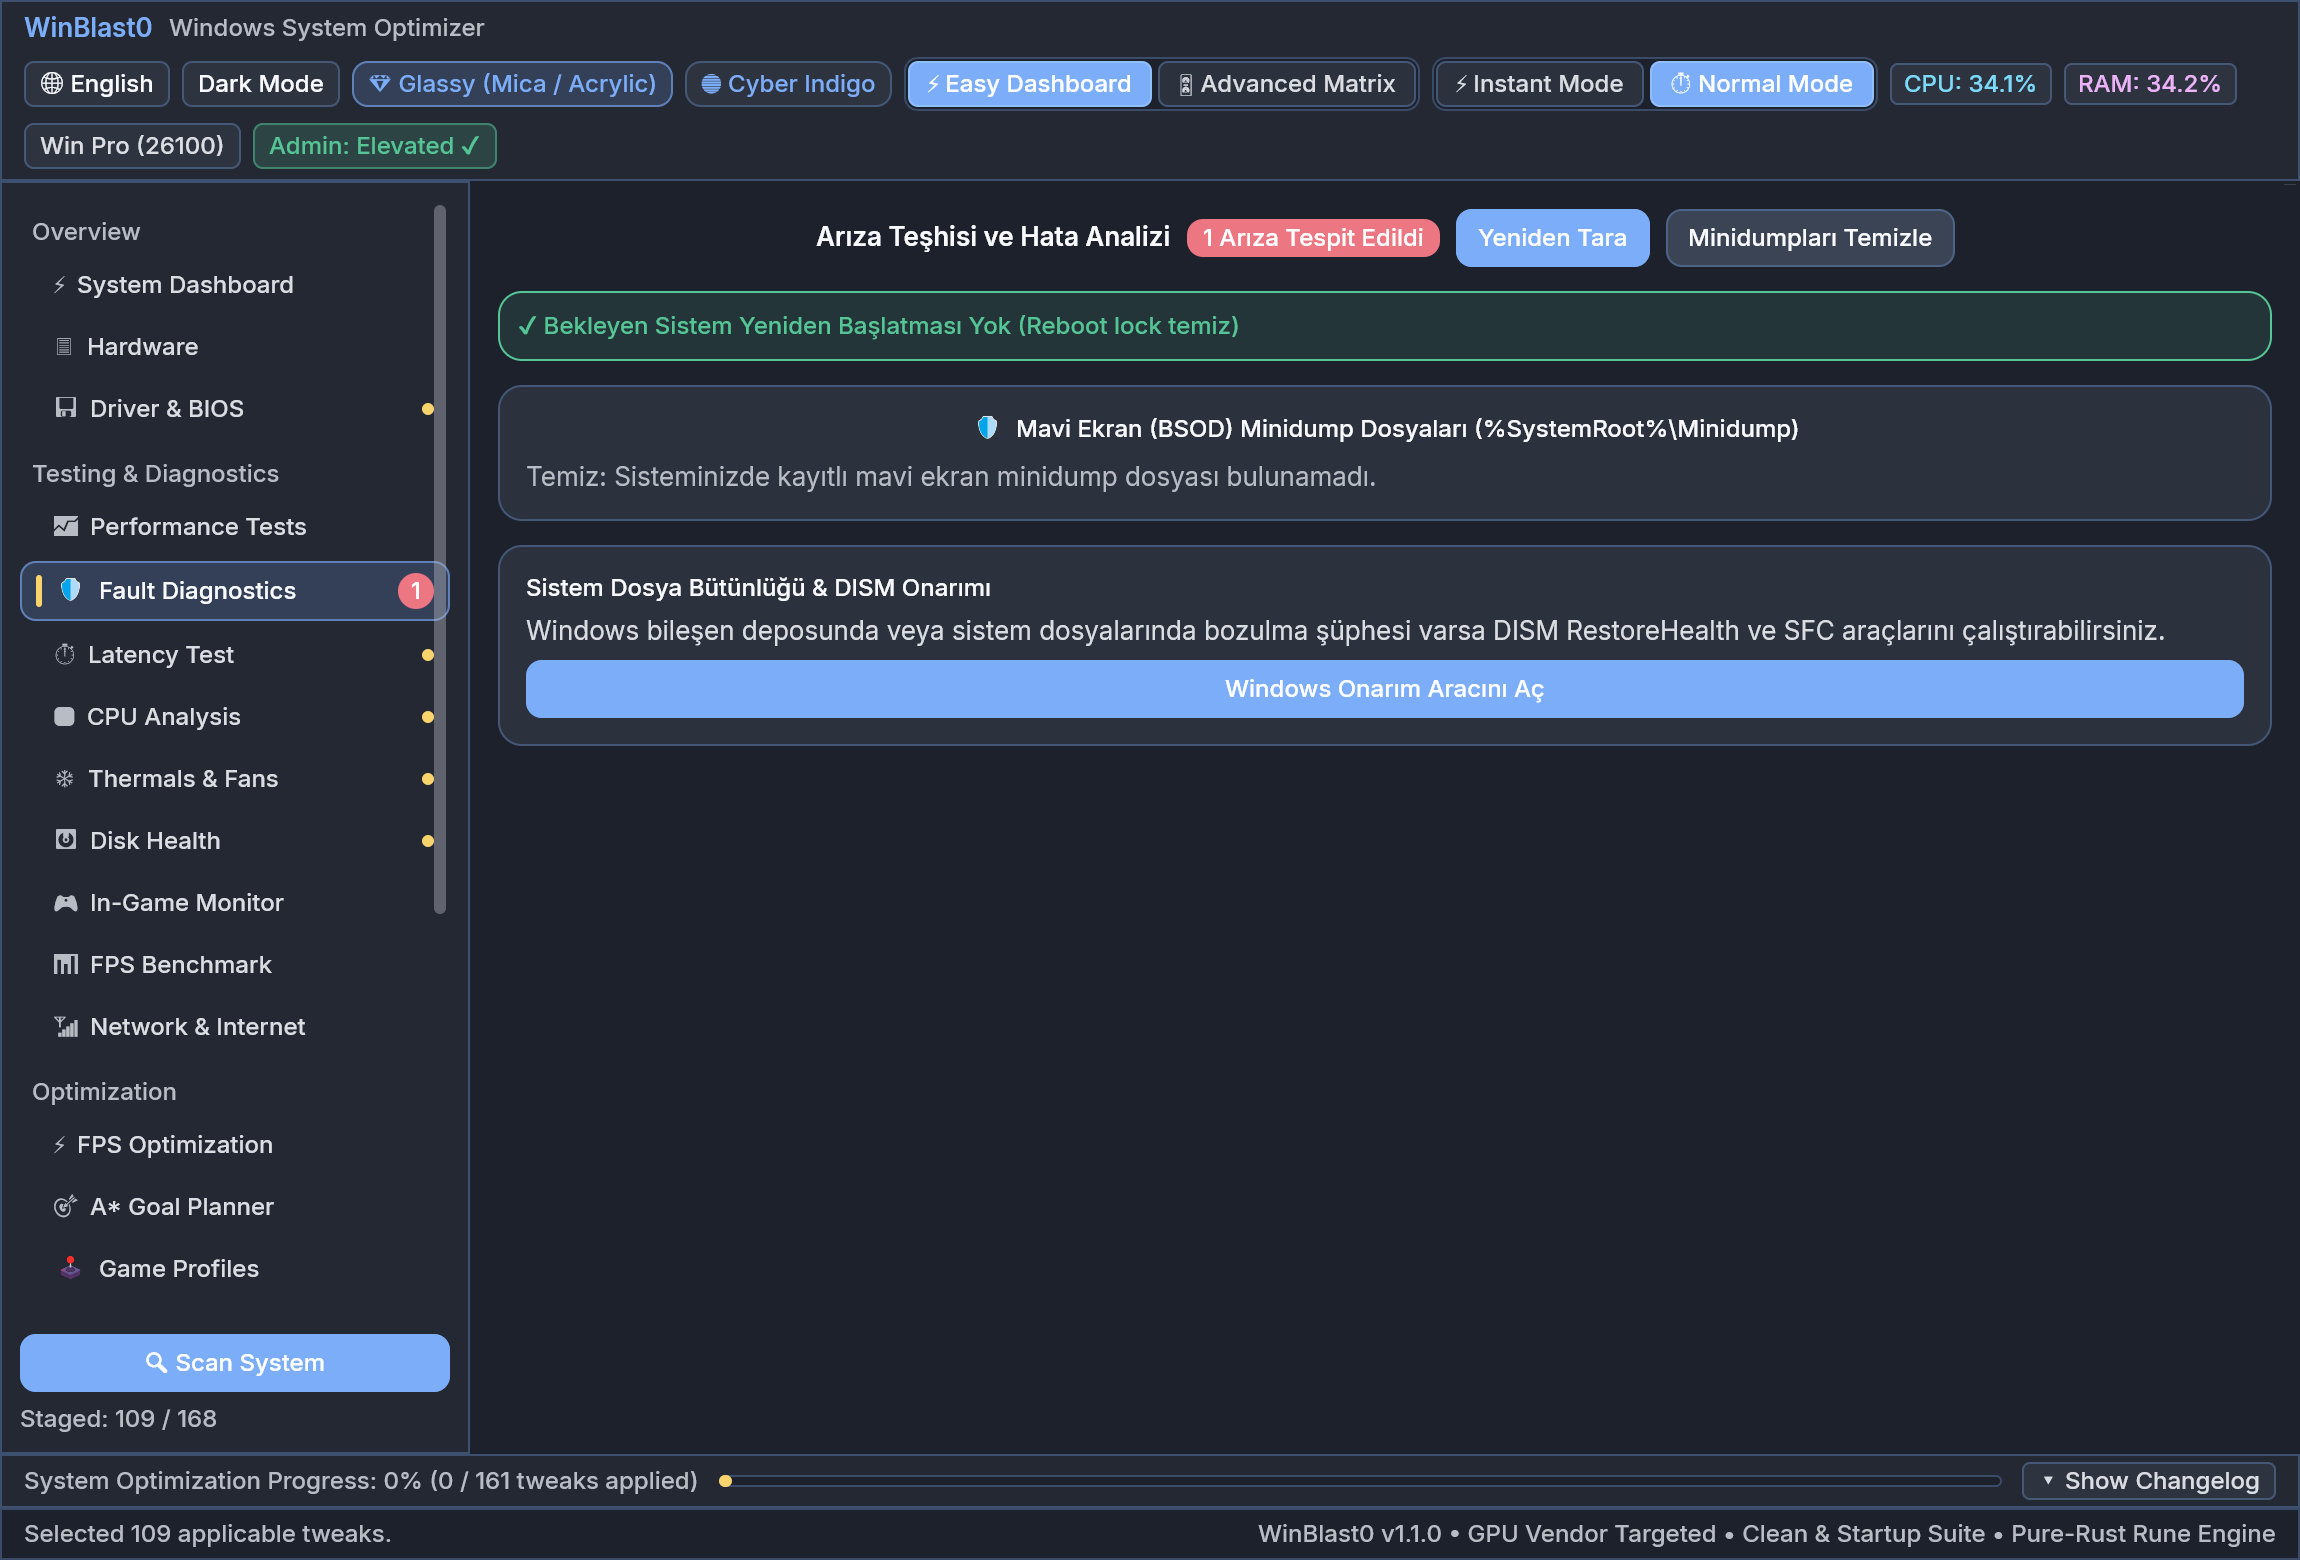 WinBlast0 Windows System Optimizer
English Dark Mode Glassy (Mica / Acrylic) Cyber Indigo Easy Dashboard Advanced Matrix Instant Mode Normal Mode CPU: 34.1% RAM: 34.2%
Win Pro (26100) Admin: Elevated ✓
Overview
System Dashboard
Hardware
Driver & BIOS
Testing & Diagnostics
Performance Tests
Fault Diagnostics 1
Latency Test
CPU Analysis
Thermals & Fans
Disk Health
In-Game Monitor
FPS Benchmark
Network & Internet
Optimization
FPS Optimization
A* Goal Planner
Game Profiles
Scan System
Staged: 109 / 168
Arıza Teşhisi ve Hata Analizi 1 Arıza Tespit Edildi Yeniden Tara Minidumpları Temizle
✓ Bekleyen Sistem Yeniden Başlatması Yok (Reboot lock temiz)
Mavi Ekran (BSOD) Minidump Dosyaları (%SystemRoot%\Minidump)
Temiz: Sisteminizde kayıtlı mavi ekran minidump dosyası bulunamadı.
Sistem Dosya Bütünlüğü & DISM Onarımı
Windows bileşen deposunda veya sistem dosyalarında bozulma şüphesi varsa DISM RestoreHealth ve SFC araçlarını çalıştırabilirsiniz.
Windows Onarım Aracını Aç
System Optimization Progress: 0% (0 / 161 tweaks applied) ▾ Show Changelog
Selected 109 applicable tweaks. WinBlast0 v1.1.0 • GPU Vendor Targeted • Clean & Startup Suite • Pure-Rust Rune Engine